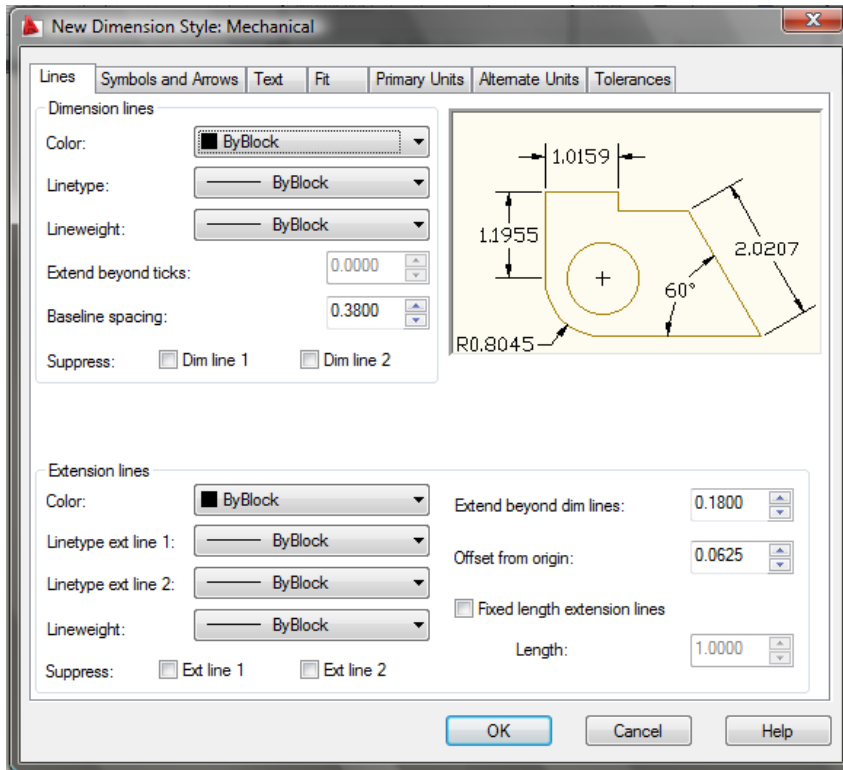 New Dimension Style: Mechanical
Lines Symbols and Arrows Text Fit Primary Units Alternate Units Tolerances
Dimension lines
Color: ByBlock
Linetype: ByBlock
Lineweight: ByBlock
Extend beyond ticks: 0.0000
Baseline spacing: 0.3800
Suppress: Dim line 1 Dim line 2
1.0159
1.1955
2.0207
60°
R0.8045
Extension lines
Color: ByBlock
Linetype ext line 1: ByBlock
Linetype ext line 2: ByBlock
Lineweight: ByBlock
Suppress: Ext line 1 Ext line 2
Extend beyond dim lines: 0.1800
Offset from origin: 0.0625
Fixed length extension lines
Length: 1.0000
OK Cancel Help